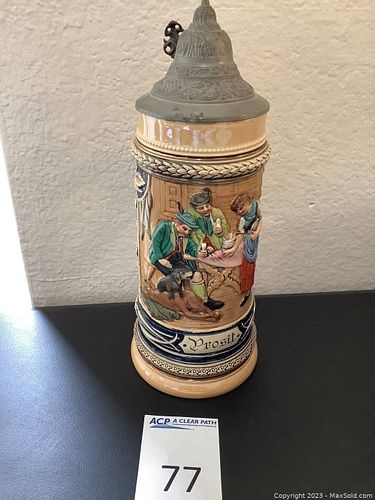 Prosit
ACP A CLEAR PATH
77
Copyright 2023 - MaxSold.com